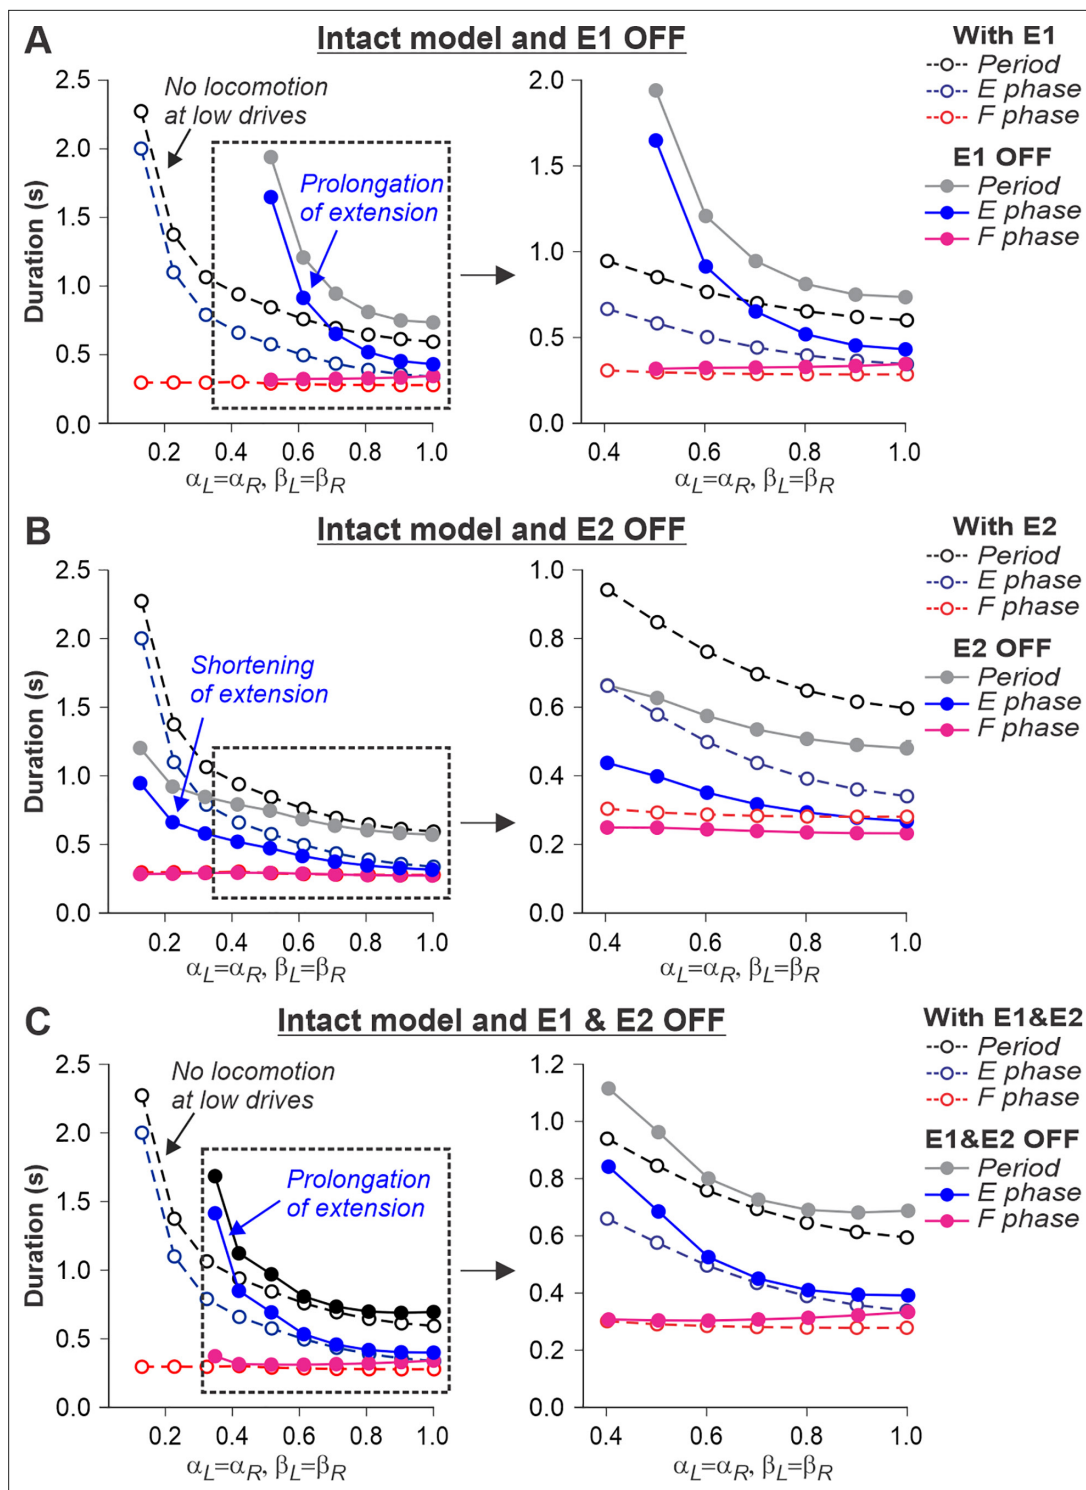 A
Intact model and E1 OFF
With E1
Period
E phase
F phase
E1 OFF
Period
E phase
F phase
Duration (s)
2.5
2.0
1.5
1.0
0.5
0.0
No locomotion
at low drives
Prolongation
of extension
0.2 0.4 0.6 0.8 1.0
αL=αR, βL=βR
2.0
1.5
1.0
0.5
0.0
0.4 0.6 0.8 1.0
αL=αR, βL=βR
B
Intact model and E2 OFF
With E2
Period
E phase
F phase
E2 OFF
Period
E phase
F phase
Duration (s)
2.5
2.0
1.5
1.0
0.5
0.0
Shortening
of extension
0.2 0.4 0.6 0.8 1.0
αL=αR, βL=βR
1.0
0.8
0.6
0.4
0.2
0.0
0.4 0.6 0.8 1.0
αL=αR, βL=βR
C
Intact model and E1 & E2 OFF
With E1&E2
Period
E phase
F phase
E1&E2 OFF
Period
E phase
F phase
Duration (s)
2.5
2.0
1.5
1.0
0.5
0.0
No locomotion
at low drives
Prolongation
of extension
0.2 0.4 0.6 0.8 1.0
αL=αR, βL=βR
1.2
1.0
0.8
0.6
0.4
0.2
0.0
0.4 0.6 0.8 1.0
αL=αR, βL=βR